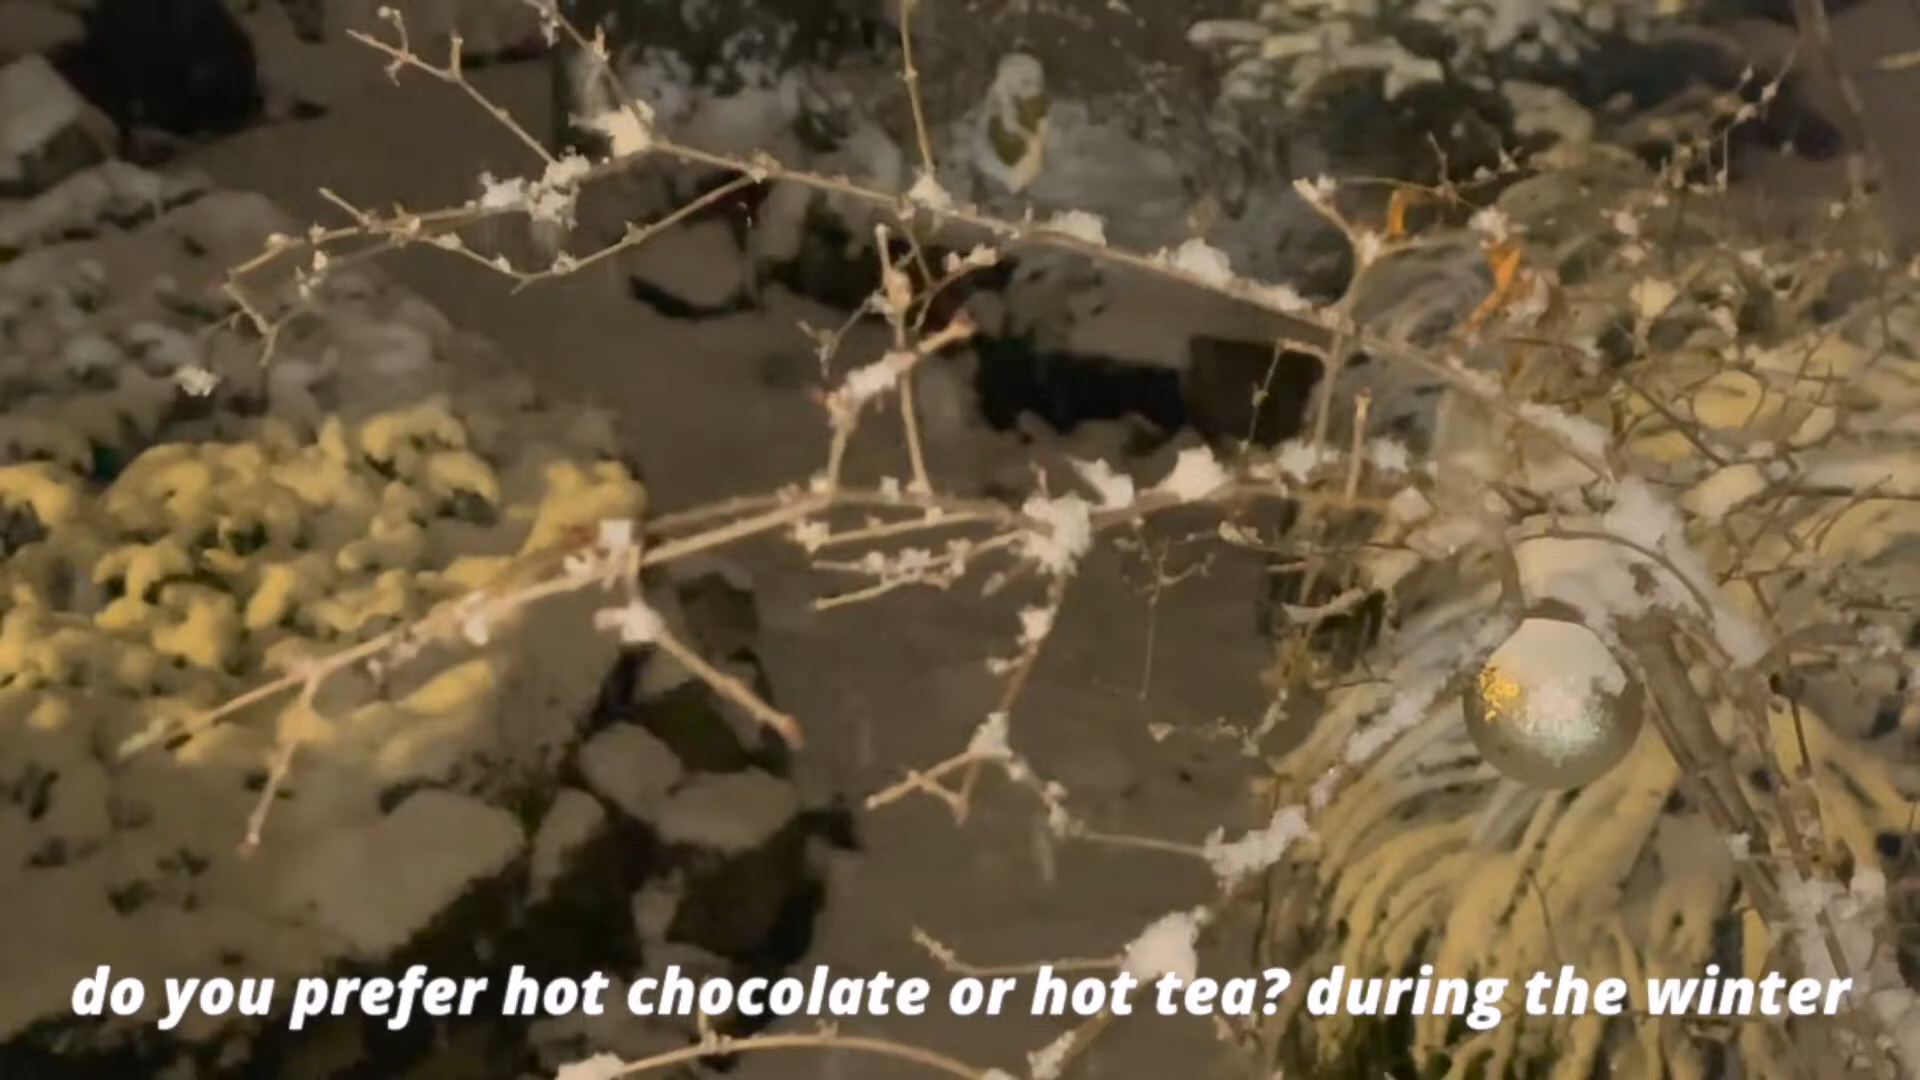 do you prefer hot chocolate or hot tea? during the winter